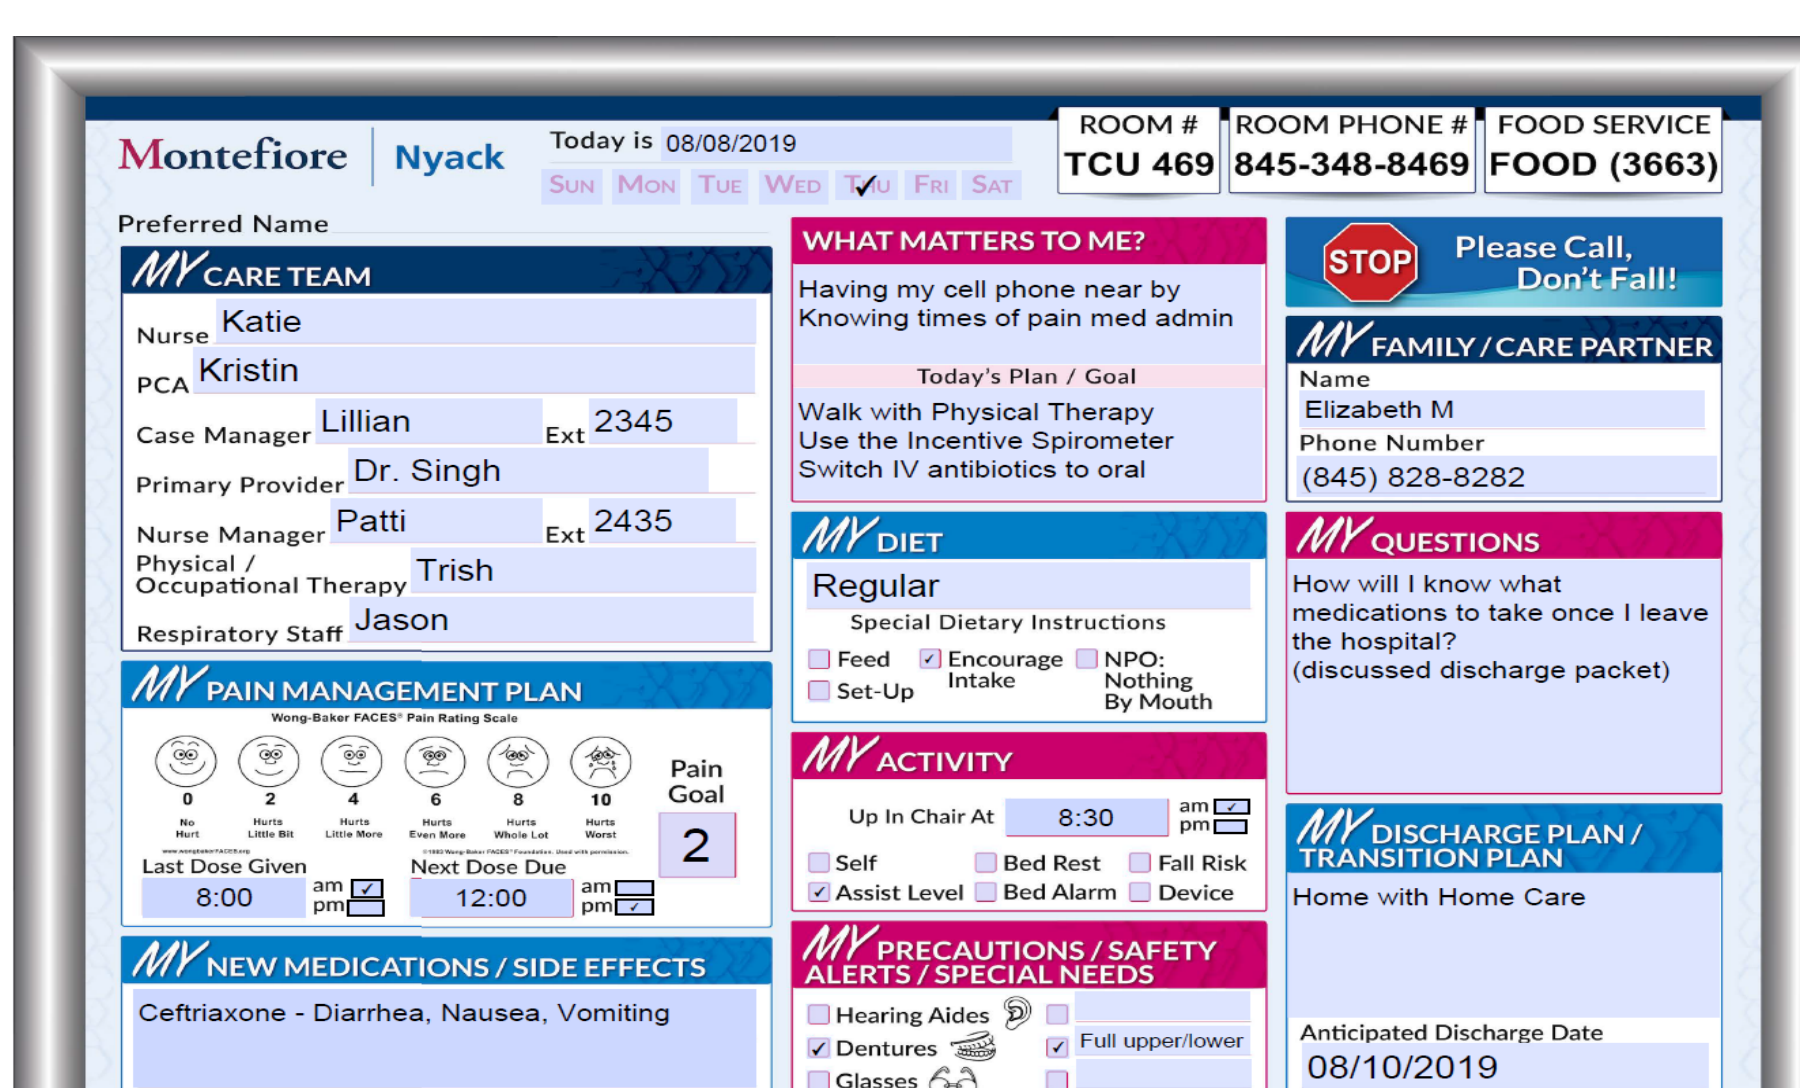 Montefiore | Nyack
Today is 08/08/2019
SUN MON TUE WED THU FRI SAT
ROOM #
TCU 469
ROOM PHONE #
845-348-8469
FOOD SERVICE
FOOD (3663)
Preferred Name
MY CARE TEAM
Nurse Katie
PCA Kristin
Case Manager Lillian Ext 2345
Primary Provider Dr. Singh
Nurse Manager Patti Ext 2435
Physical /
Occupational Therapy Trish
Respiratory Staff Jason
MY PAIN MANAGEMENT PLAN
Wong-Baker FACES® Pain Rating Scale
0 2 4 6 8 10
No Hurt
Hurts Little Bit
Hurts Little More
Hurts Even More
Hurts Whole Lot
Hurts Worst
www.wongbakerFACES.org
©1983 Wong-Baker FACES® Foundation. Used with permission.
Pain
Goal
2
Last Dose Given
8:00 am ✓
pm
Next Dose Due
12:00 am
pm ✓
MY NEW MEDICATIONS / SIDE EFFECTS
Ceftriaxone - Diarrhea, Nausea, Vomiting
WHAT MATTERS TO ME?
Having my cell phone near by
Knowing times of pain med admin
Today's Plan / Goal
Walk with Physical Therapy
Use the Incentive Spirometer
Switch IV antibiotics to oral
MY DIET
Regular
Special Dietary Instructions
Feed
✓ Encourage
Intake
NPO:
Nothing
By Mouth
Set-Up
MY ACTIVITY
Up In Chair At 8:30 am ✓
pm
Self Bed Rest Fall Risk
✓ Assist Level Bed Alarm Device
MY PRECAUTIONS / SAFETY
ALERTS / SPECIAL NEEDS
Hearing Aides
✓ Dentures ✓ Full upper/lower
Glasses
STOP
Please Call,
Don't Fall!
MY FAMILY / CARE PARTNER
Name
Elizabeth M
Phone Number
(845) 828-8282
MY QUESTIONS
How will I know what
medications to take once I leave
the hospital?
(discussed discharge packet)
MY DISCHARGE PLAN /
TRANSITION PLAN
Home with Home Care
Anticipated Discharge Date
08/10/2019